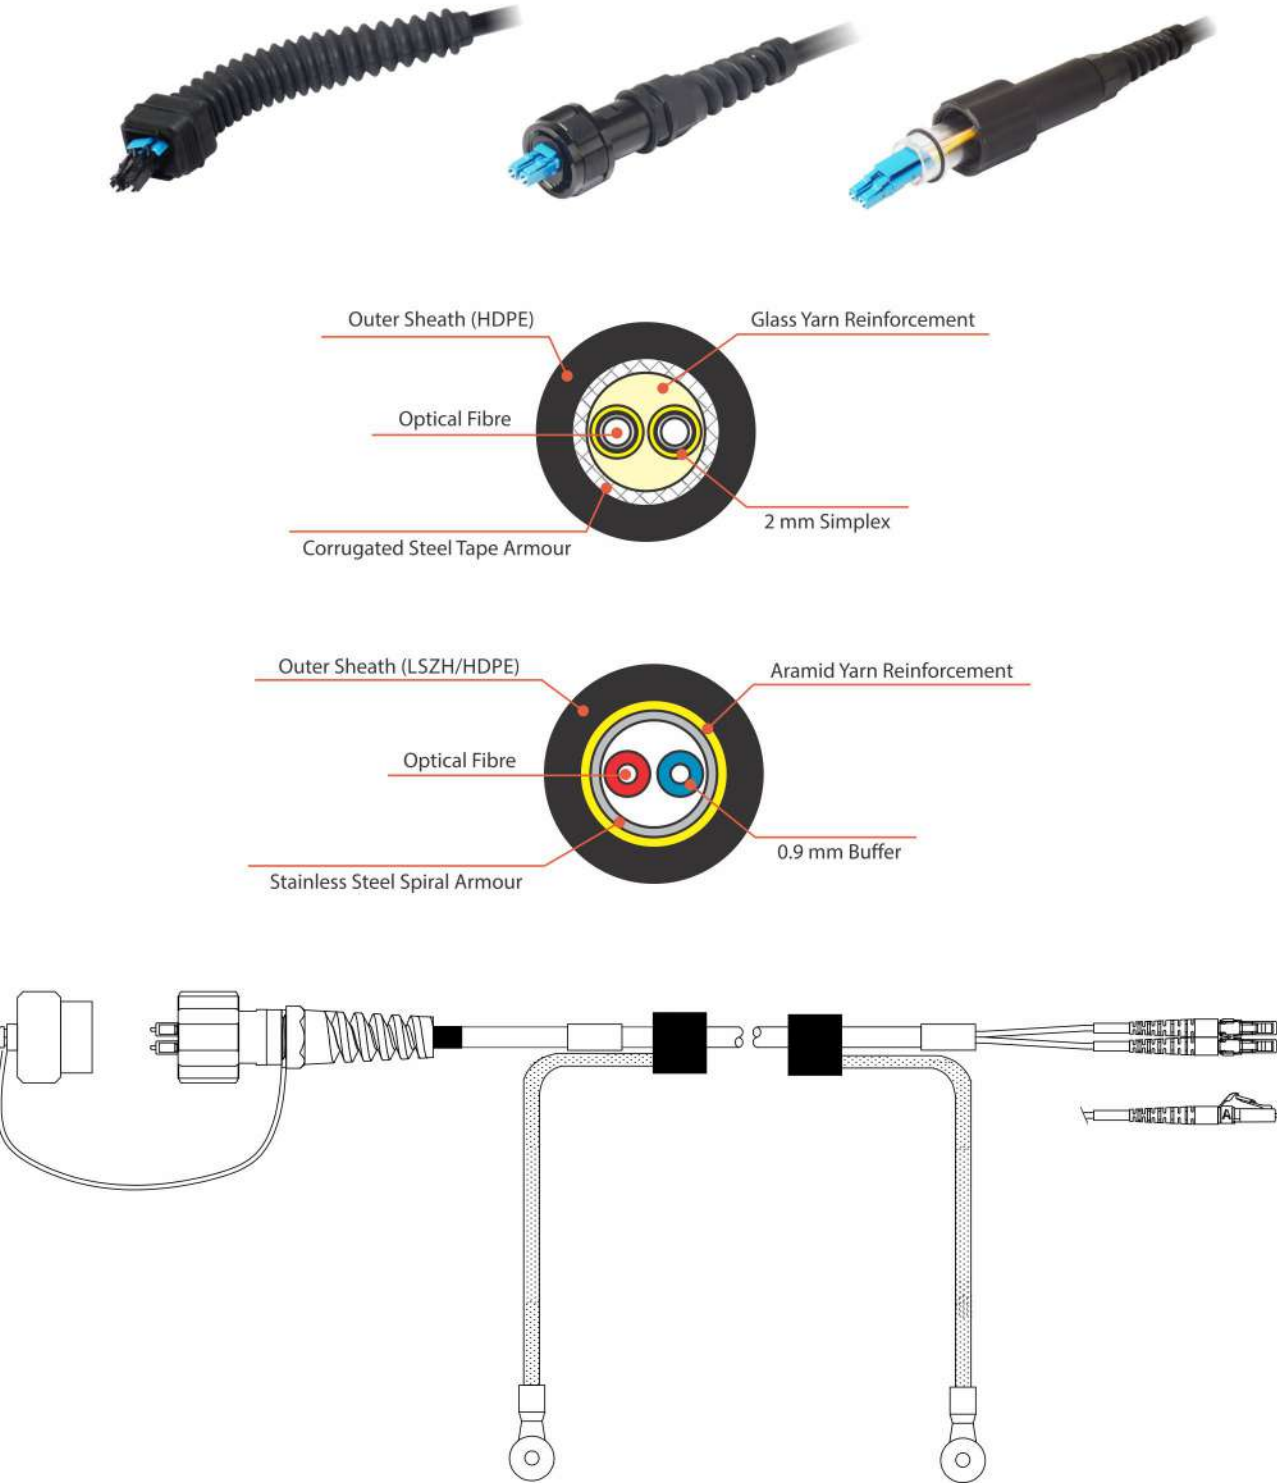 Outer Sheath (HDPE)
Glass Yarn Reinforcement
Optical Fibre
2 mm Simplex
Corrugated Steel Tape Armour
Outer Sheath (LSZH/HDPE)
Aramid Yarn Reinforcement
Optical Fibre
0.9 mm Buffer
Stainless Steel Spiral Armour
A